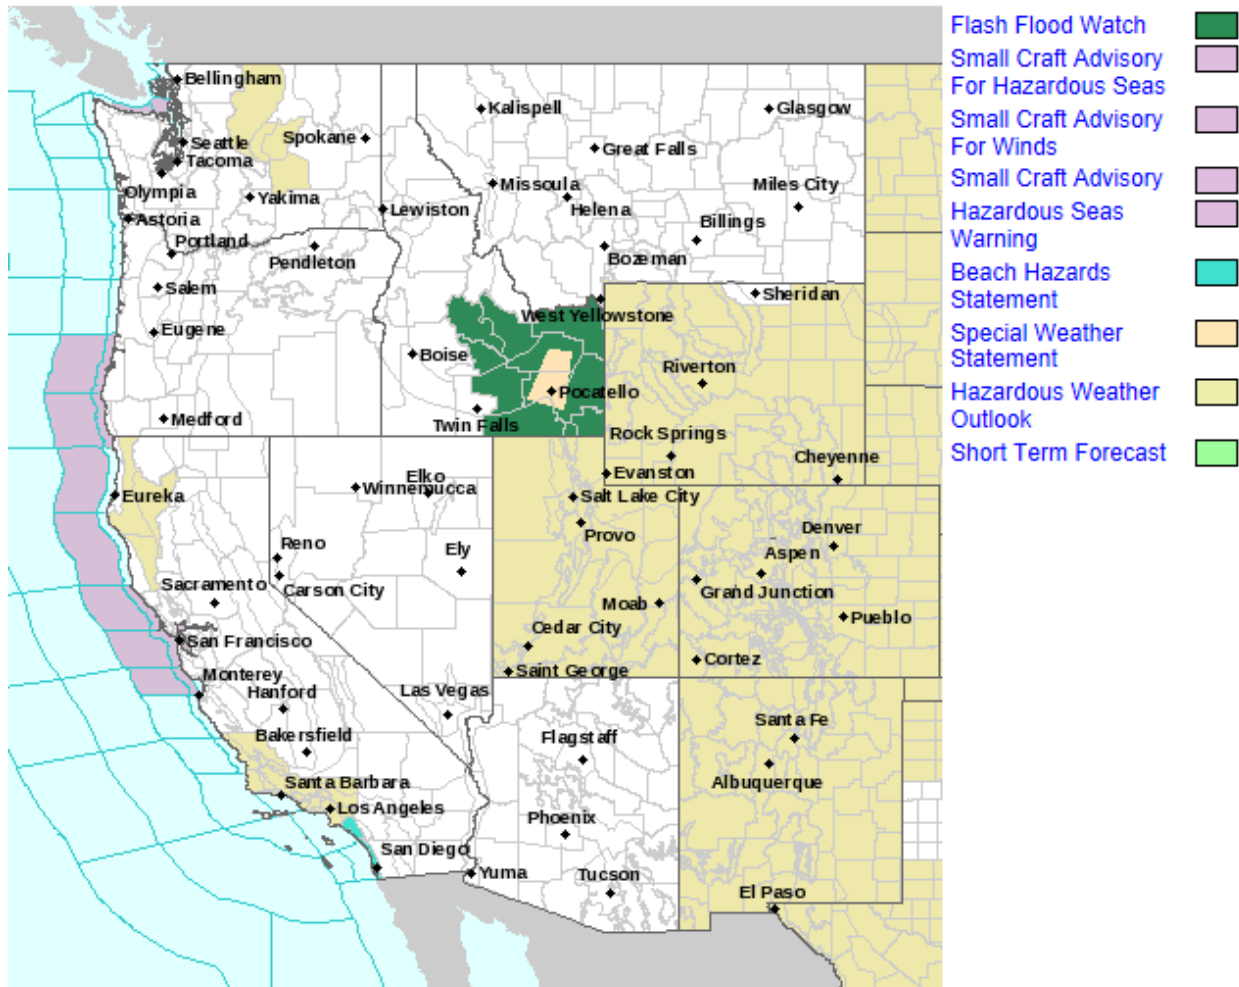 Flash Flood Watch
Small Craft Advisory
For Hazardous Seas
Small Craft Advisory
For Winds
Small Craft Advisory
Hazardous Seas
Warning
Beach Hazards
Statement
Special Weather
Statement
Hazardous Weather
Outlook
Short Term Forecast
Bellingham
Kalispell
Glasgow
Seattle
Spokane
Great Falls
Tacoma
Missoula
Miles City
Olympia
Yakima
Lewiston
Helena
Astoria
Billings
Portland
Pendleton
Bozeman
Salem
Sheridan
West Yellowstone
Eugene
Boise
Riverton
Pocatello
Medford
Twin Falls
Rock Springs
Cheyenne
Elko
Evanston
Winnemucca
Eureka
Salt Lake City
Denver
Provo
Reno
Ely
Aspen
Sacramento
Carson City
Grand Junction
Moab
Pueblo
Cedar City
San Francisco
Cortez
Saint George
Monterey
Hanford
Las Vegas
Santa Fe
Bakersfield
Flagstaff
Santa Barbara
Albuquerque
Los Angeles
Phoenix
San Diego
Yuma
Tucson
El Paso